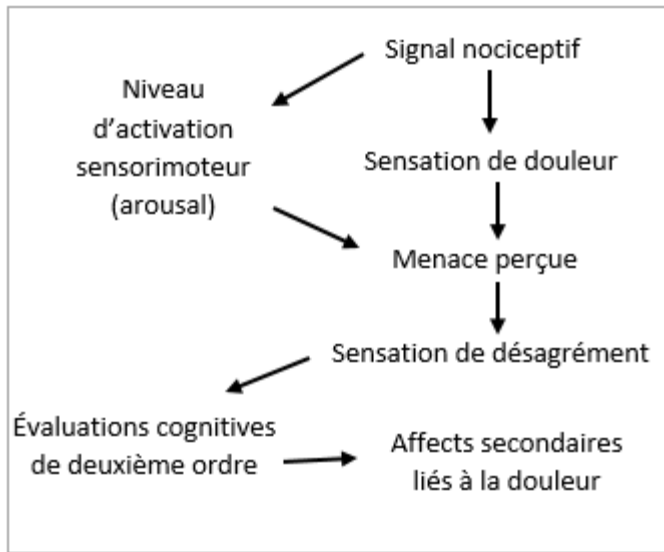 Signal nociceptif
Niveau
d’activation
sensorimoteur
(arousal)
Sensation de douleur
Menace perçue
Sensation de désagrément
Évaluations cognitives
de deuxième ordre
Affects secondaires
liés à la douleur